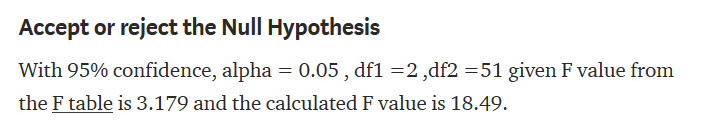 Accept or reject the Null Hypothesis
With 95% confidence, alpha = 0.05 , df1 =2 ,df2 =51 given F value from
the F table is 3.179 and the calculated F value is 18.49.